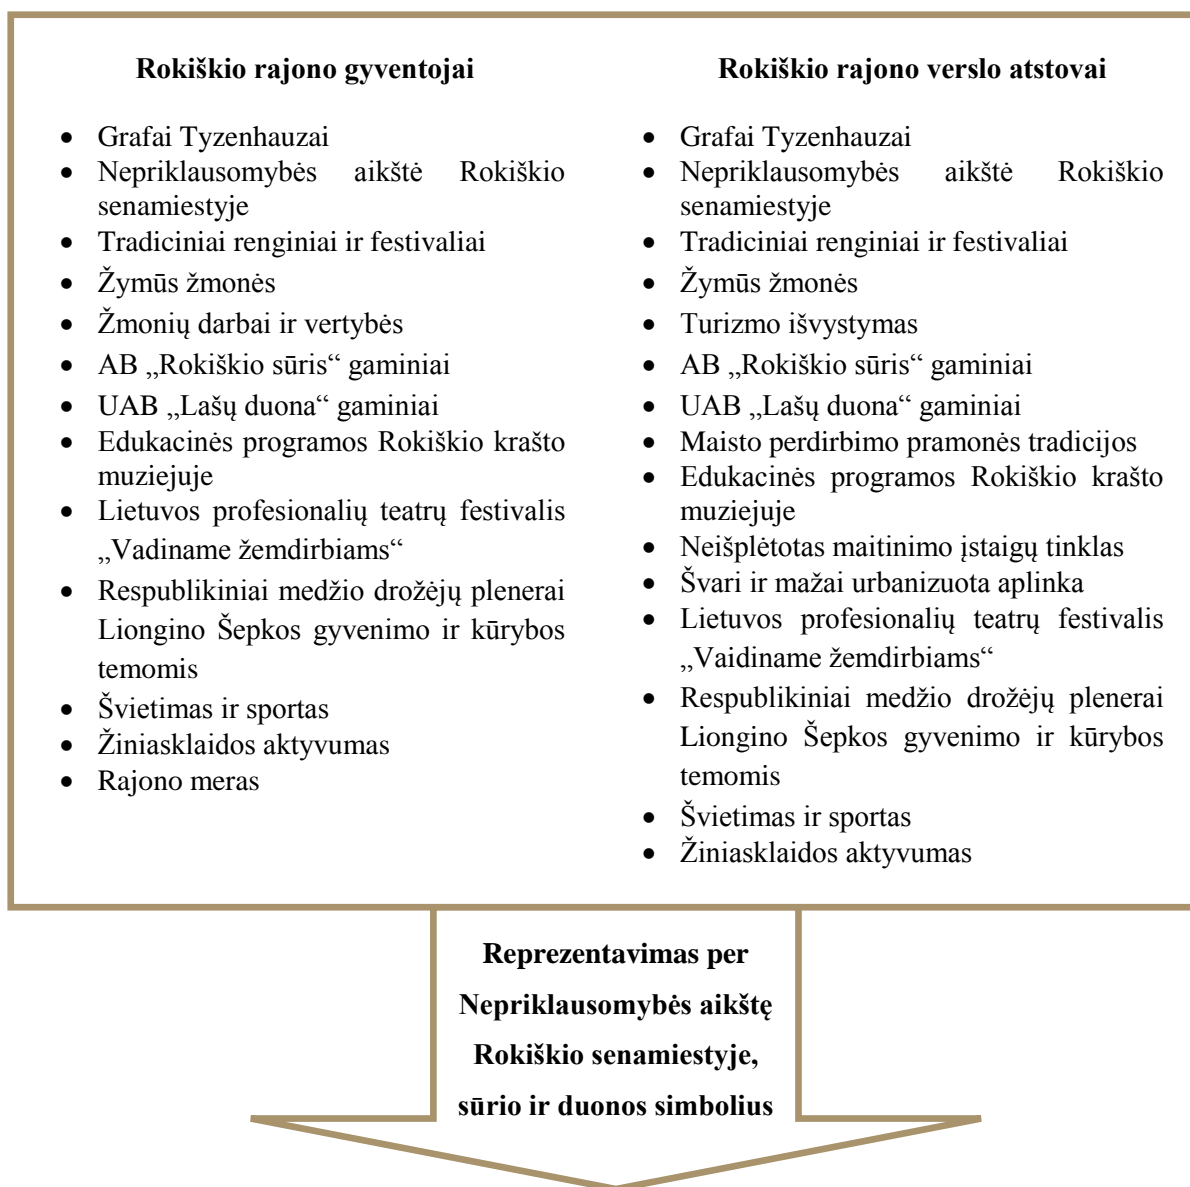 Rokiškio rajono gyventojai
• Grafai Tyzenhauzai
• Nepriklausomybės aikštė Rokiškio
senamiestyje
• Tradiciniai renginiai ir festivaliai
• Žymūs žmonės
• Žmonių darbai ir vertybės
• AB „Rokiškio sūris“ gaminiai
• UAB „Lašų duona“ gaminiai
• Edukacinės programos Rokiškio krašto
muziejuje
• Lietuvos profesionalių teatrų festivalis
„Vadiname žemdirbiams“
• Respublikiniai medžio drožėjų plenerai
Liongino Šepkos gyvenimo ir kūrybos
temomis
• Švietimas ir sportas
• Žiniasklaidos aktyvumas
• Rajono meras
Rokiškio rajono verslo atstovai
• Grafai Tyzenhauzai
• Nepriklausomybės aikštė Rokiškio
senamiestyje
• Tradiciniai renginiai ir festivaliai
• Žymūs žmonės
• Turizmo išvystymas
• AB „Rokiškio sūris“ gaminiai
• UAB „Lašų duona“ gaminiai
• Maisto perdirbimo pramonės tradicijos
• Edukacinės programos Rokiškio krašto
muziejuje
• Neišplėtotas maitinimo įstaigų tinklas
• Švari ir mažai urbanizuota aplinka
• Lietuvos profesionalių teatrų festivalis
„Vaidiname žemdirbiams“
• Respublikiniai medžio drožėjų plenerai
Liongino Šepkos gyvenimo ir kūrybos
temomis
• Švietimas ir sportas
• Žiniasklaidos aktyvumas
Reprezentavimas per
Nepriklausomybės aikštę
Rokiškio senamiestyje,
sūrio ir duonos simbolius